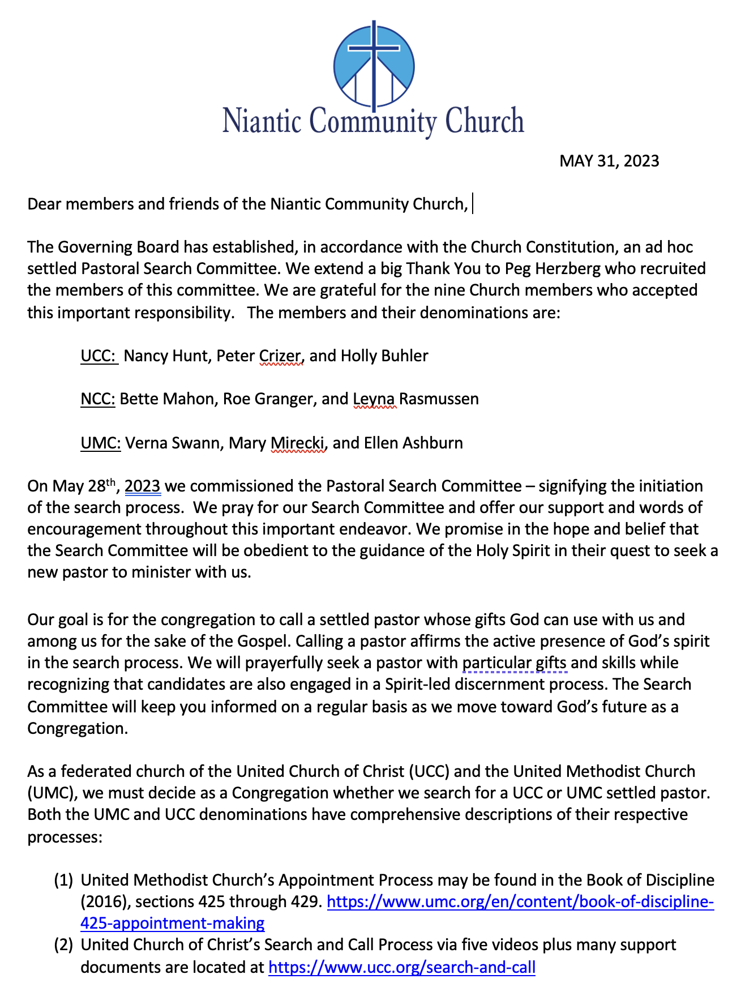 Niantic Community Church
MAY 31, 2023
Dear members and friends of the Niantic Community Church,
The Governing Board has established, in accordance with the Church Constitution, an ad hoc
settled Pastoral Search Committee. We extend a big Thank You to Peg Herzberg who recruited
the members of this committee. We are grateful for the nine Church members who accepted
this important responsibility.   The members and their denominations are:
UCC:  Nancy Hunt, Peter Crizer, and Holly Buhler
NCC: Bette Mahon, Roe Granger, and Leyna Rasmussen
UMC: Verna Swann, Mary Mirecki, and Ellen Ashburn
On May 28th, 2023 we commissioned the Pastoral Search Committee – signifying the initiation
of the search process.  We pray for our Search Committee and offer our support and words of
encouragement throughout this important endeavor. We promise in the hope and belief that
the Search Committee will be obedient to the guidance of the Holy Spirit in their quest to seek a
new pastor to minister with us.
Our goal is for the congregation to call a settled pastor whose gifts God can use with us and
among us for the sake of the Gospel. Calling a pastor affirms the active presence of God’s spirit
in the search process. We will prayerfully seek a pastor with particular gifts and skills while
recognizing that candidates are also engaged in a Spirit-led discernment process. The Search
Committee will keep you informed on a regular basis as we move toward God’s future as a
Congregation.
As a federated church of the United Church of Christ (UCC) and the United Methodist Church
(UMC), we must decide as a Congregation whether we search for a UCC or UMC settled pastor.
Both the UMC and UCC denominations have comprehensive descriptions of their respective
processes:
(1) United Methodist Church’s Appointment Process may be found in the Book of Discipline
(2016), sections 425 through 429. https://www.umc.org/en/content/book-of-discipline-
425-appointment-making
(2) United Church of Christ’s Search and Call Process via five videos plus many support
documents are located at https://www.ucc.org/search-and-call